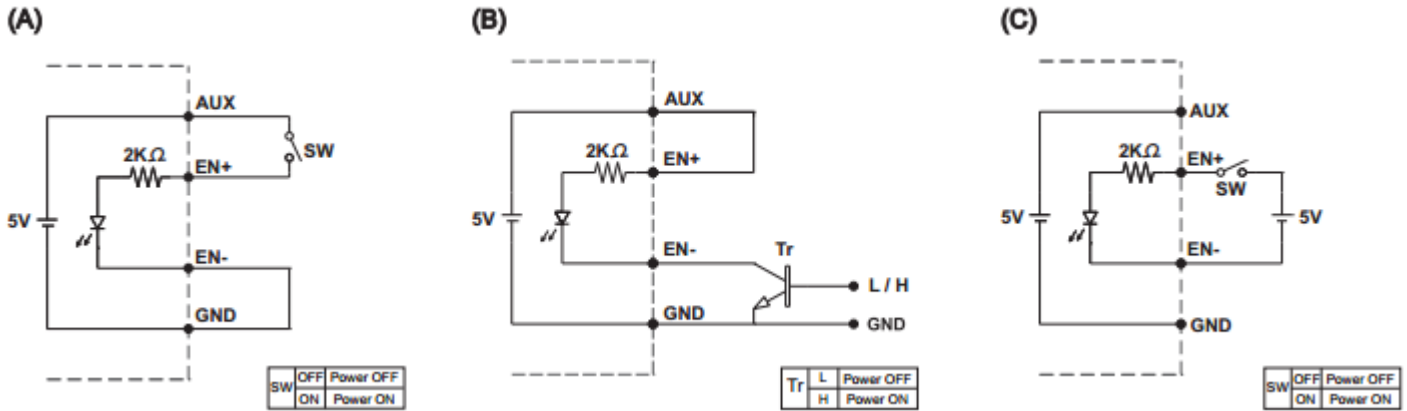 (A)
AUX
SW
2KΩ
EN+
5V
EN-
GND
SW OFF Power OFF
ON Power ON
(B)
AUX
2KΩ
EN+
5V
EN-
Tr
L / H
GND
GND
Tr L Power OFF
H Power ON
(C)
AUX
2KΩ
EN+
SW
5V
5V
EN-
GND
SW OFF Power OFF
ON Power ON